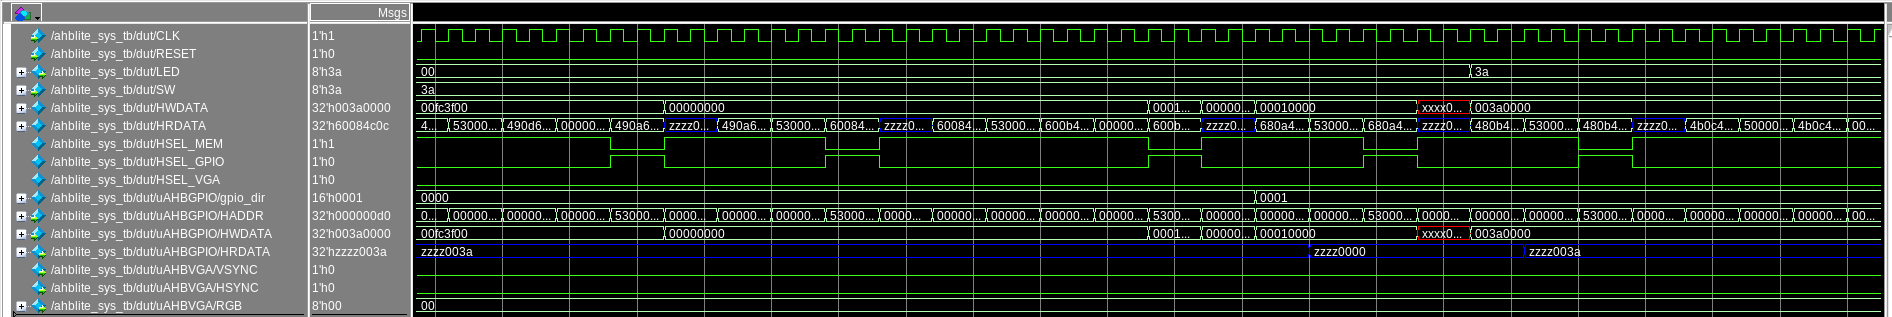 Msgs
/ahblite_sys_tb/dut/CLK 1'h1
/ahblite_sys_tb/dut/RESET 1'h0
/ahblite_sys_tb/dut/LED 8'h3a 00 3a
/ahblite_sys_tb/dut/SW 8'h3a 3a
/ahblite_sys_tb/dut/HWDATA 32'h003a0000 00fc3f00 00000000 0001... 00000... 00010000 xxxx0... 003a0000
/ahblite_sys_tb/dut/HRDATA 32'h60084c0c 4... 53000... 490d6... 00000... 490a6... zzzz0... 490a6... 53000... 60084... zzzz0... 60084... 53000... 600b4... 00000... 600b... zzzz0... 680a4... 53000... 680a4... zzzz0... 480b4... 53000... 480b4... zzzz0... 4b0c4... 50000... 4b0c4... 00...
/ahblite_sys_tb/dut/HSEL_MEM 1'h1
/ahblite_sys_tb/dut/HSEL_GPIO 1'h0
/ahblite_sys_tb/dut/HSEL_VGA 1'h0
/ahblite_sys_tb/dut/uAHBGPIO/gpio_dir 16'h0001 0000 0001
/ahblite_sys_tb/dut/uAHBGPIO/HADDR 32'h000000d0 0... 00000... 00000... 00000... 53000... 0000... 00000... 00000... 53000... 0000... 00000... 00000... 00000... 00000... 5300... 00000... 00000... 00000... 53000... 0000... 00000... 00000... 53000... 0000... 00000... 00000... 00000... 00...
/ahblite_sys_tb/dut/uAHBGPIO/HWDATA 32'h003a0000 00fc3f00 00000000 0001... 00000... 00010000 xxxx0... 003a0000
/ahblite_sys_tb/dut/uAHBGPIO/HRDATA 32'hzzzz003a zzzz003a zzzz0000 zzzz003a
/ahblite_sys_tb/dut/uAHBVGA/VSYNC 1'h0
/ahblite_sys_tb/dut/uAHBVGA/HSYNC 1'h0
/ahblite_sys_tb/dut/uAHBVGA/RGB 8'h00 00